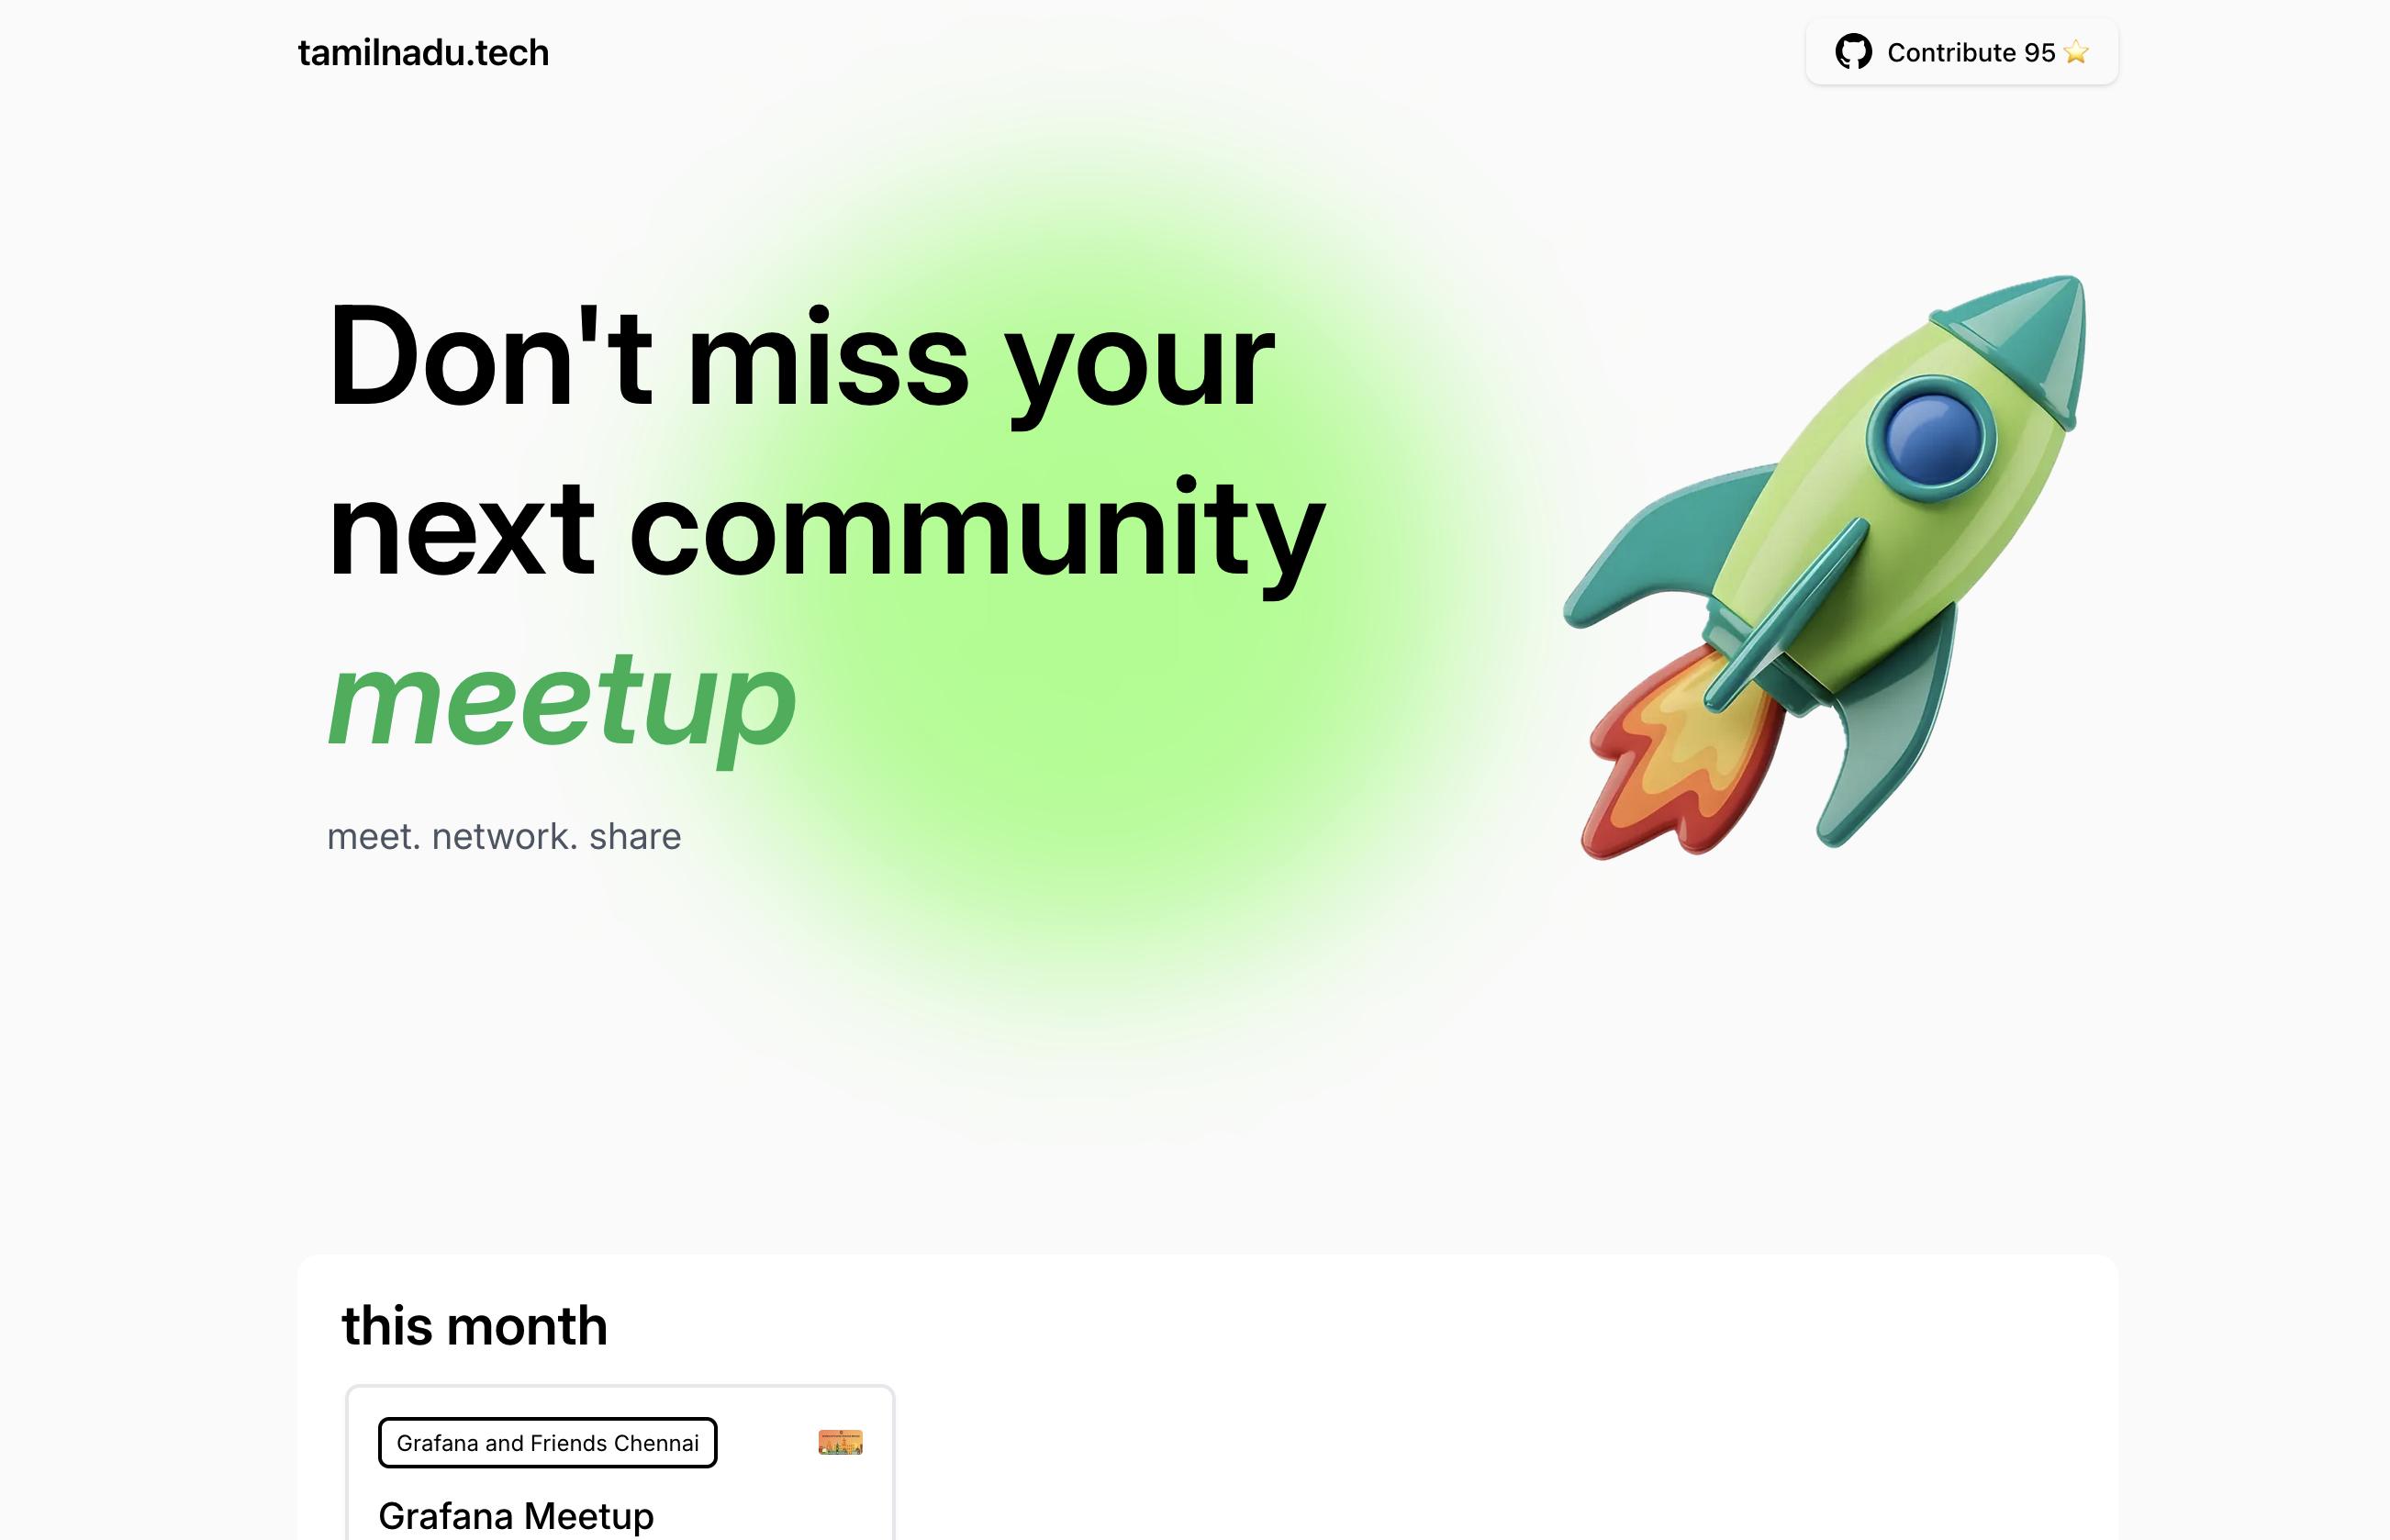 tamilnadu.tech
Contribute 95 ⭐
Don't miss your
next community
meetup
meet. network. share
this month
Grafana and Friends Chennai
Grafana Meetup